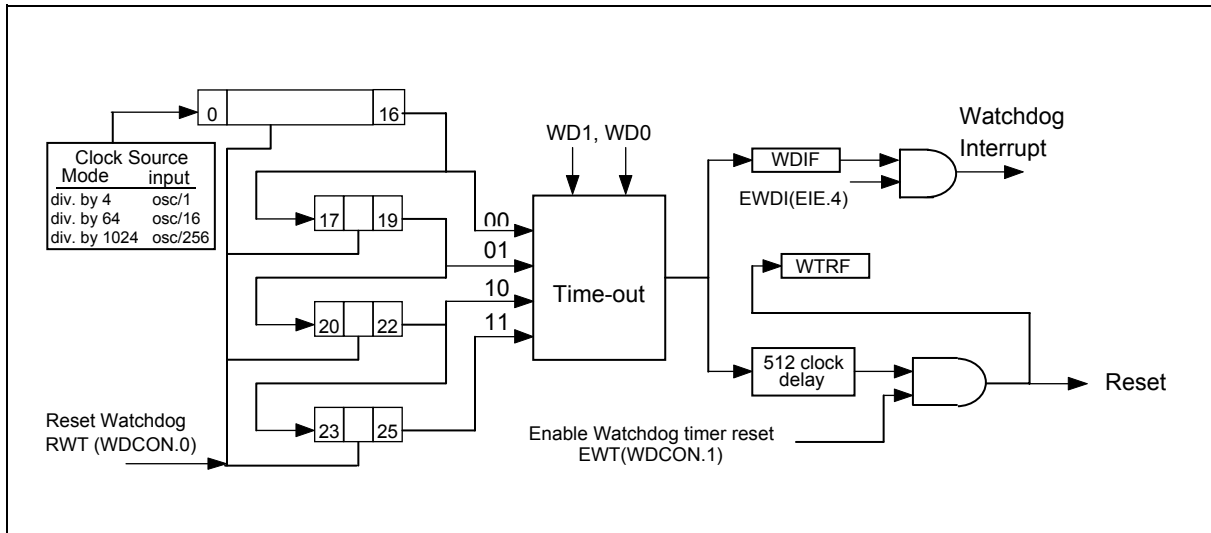 0
16
Clock Source
Mode input
div. by 4 osc/1
div. by 64 osc/16
div. by 1024 osc/256
17 19
20 22
23 25
Reset Watchdog
RWT (WDCON.0)
WD1, WD0
00
01
10
11
Time-out
WDIF
EWDI(EIE.4)
Watchdog
Interrupt
WTRF
512 clock
delay
Enable Watchdog timer reset
EWT(WDCON.1)
Reset